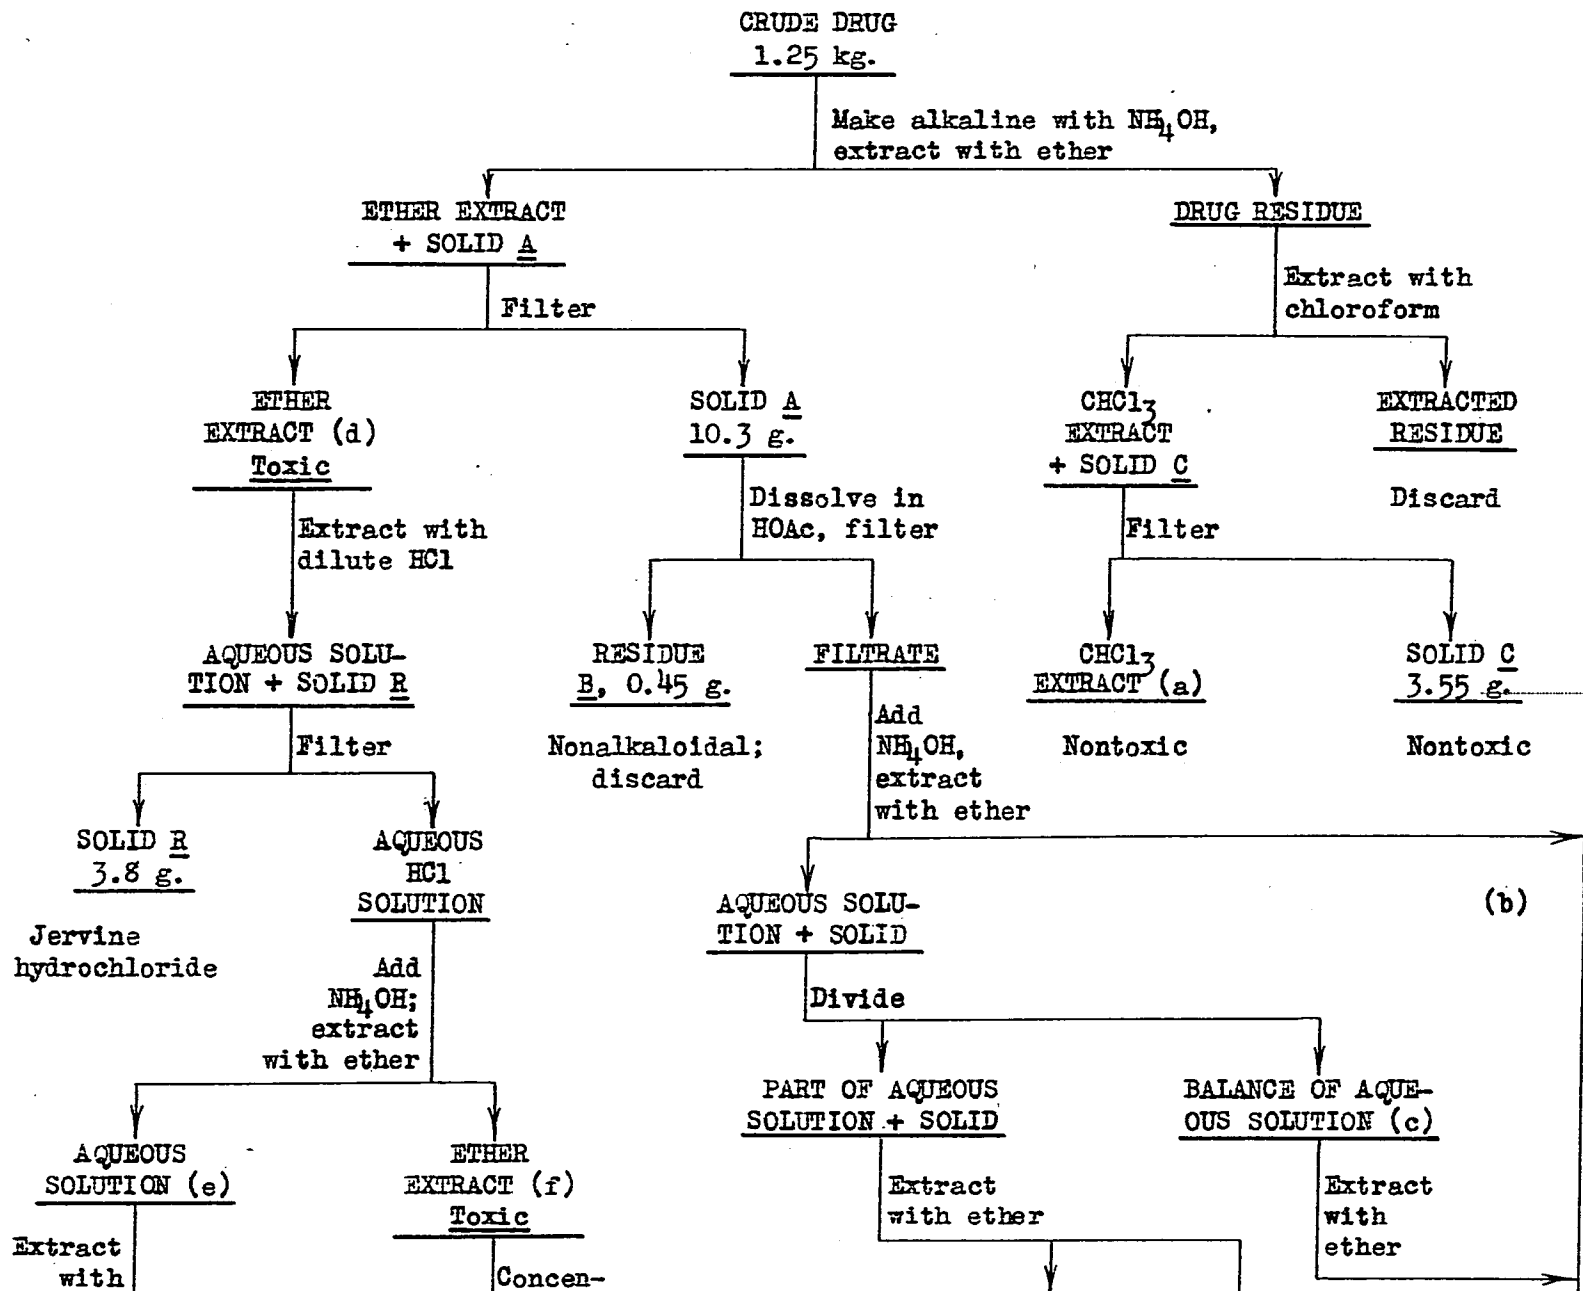 CRUDE DRUG
1.25 kg.
Make alkaline with NH4OH,
extract with ether
ETHER EXTRACT
+ SOLID A
DRUG RESIDUE
Filter
Extract with
chloroform
ETHER
EXTRACT (d)
Toxic
SOLID A
10.3 g.
CHCl3
EXTRACT
+ SOLID C
EXTRACTED
RESIDUE
Discard
Extract with
dilute HCl
Dissolve in
HOAc, filter
Filter
AQUEOUS SOLU-
TION + SOLID R
RESIDUE
B, 0.45 g.
Nonalkaloidal;
discard
FILTRATE
CHCl3
EXTRACT (a)
Nontoxic
SOLID C
3.55 g.
Nontoxic
Filter
Add
NH4OH,
extract
with ether
SOLID R
3.8 g.
Jervine
hydrochloride
AQUEOUS
HCl
SOLUTION
AQUEOUS SOLU-
TION + SOLID
(b)
Add
NH4OH;
extract
with ether
Divide
PART OF AQUEOUS
SOLUTION + SOLID
BALANCE OF AQUE-
OUS SOLUTION (c)
AQUEOUS
SOLUTION (e)
ETHER
EXTRACT (f)
Toxic
Extract
with ether
Extract
with
ether
Extract
with
Concen-